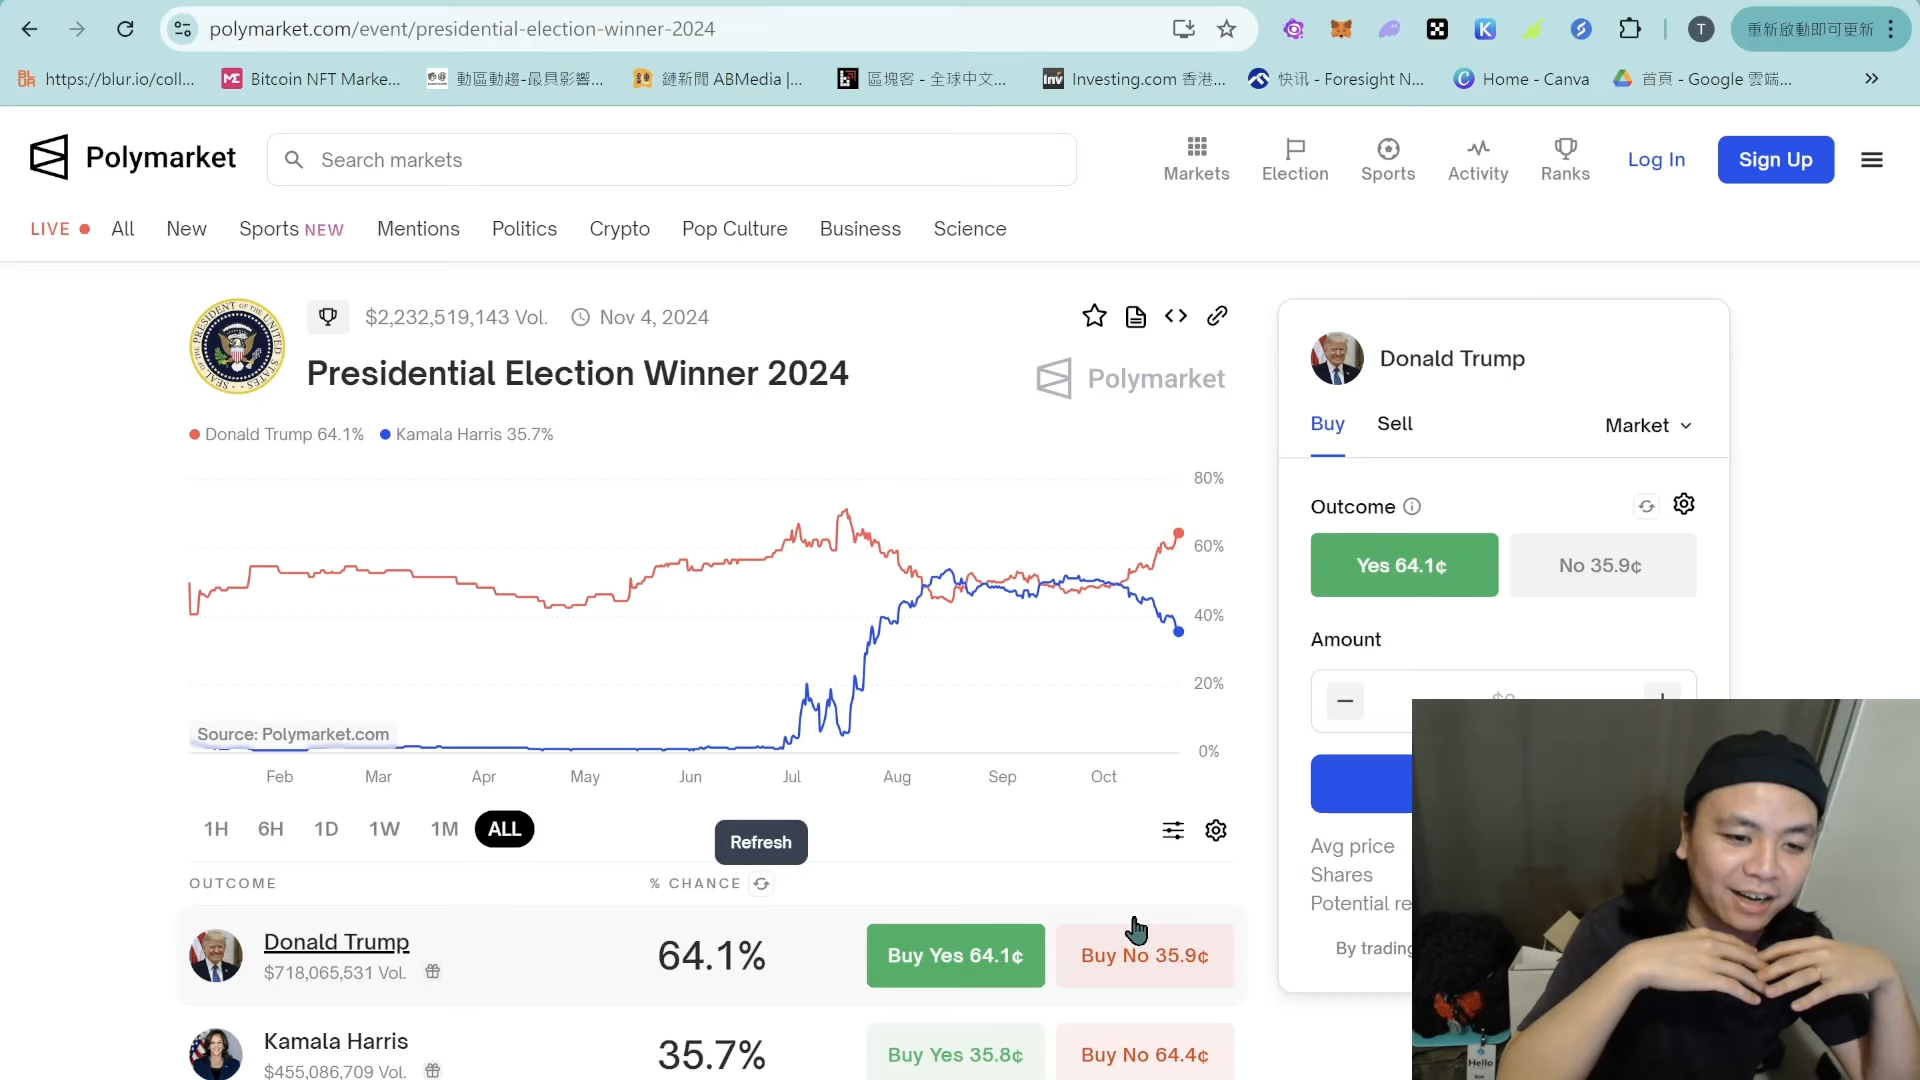 polymarket.com/event/presidential-election-winner-2024
T
重新啟動即可更新
https://blur.io/coll...
Bitcoin NFT Marke...
動區動趨-最具影響...
鏈新聞 ABMedia |...
區塊客 - 全球中文...
Investing.com 香港...
快讯 - Foresight N...
Home - Canva
首頁 - Google 雲端...
Polymarket
Search markets
Markets
Election
Sports
Activity
Ranks
Log In
Sign Up
LIVE
All
New
Sports NEW
Mentions
Politics
Crypto
Pop Culture
Business
Science
$2,232,519,143 Vol.
Nov 4, 2024
Presidential Election Winner 2024
Polymarket
Donald Trump 64.1%
Kamala Harris 35.7%
80%
60%
40%
20%
0%
Source: Polymarket.com
Feb
Mar
Apr
May
Jun
Jul
Aug
Sep
Oct
1H
6H
1D
1W
1M
ALL
Refresh
OUTCOME
% CHANCE
Donald Trump
$718,065,531 Vol.
64.1%
Buy Yes 64.1¢
Buy No 35.9¢
Kamala Harris
$455,086,709 Vol.
35.7%
Buy Yes 35.8¢
Buy No 64.4¢
Donald Trump
Buy
Sell
Market
Outcome
Yes 64.1¢
No 35.9¢
Amount
Avg price
Shares
Potential re
By trading
Hello